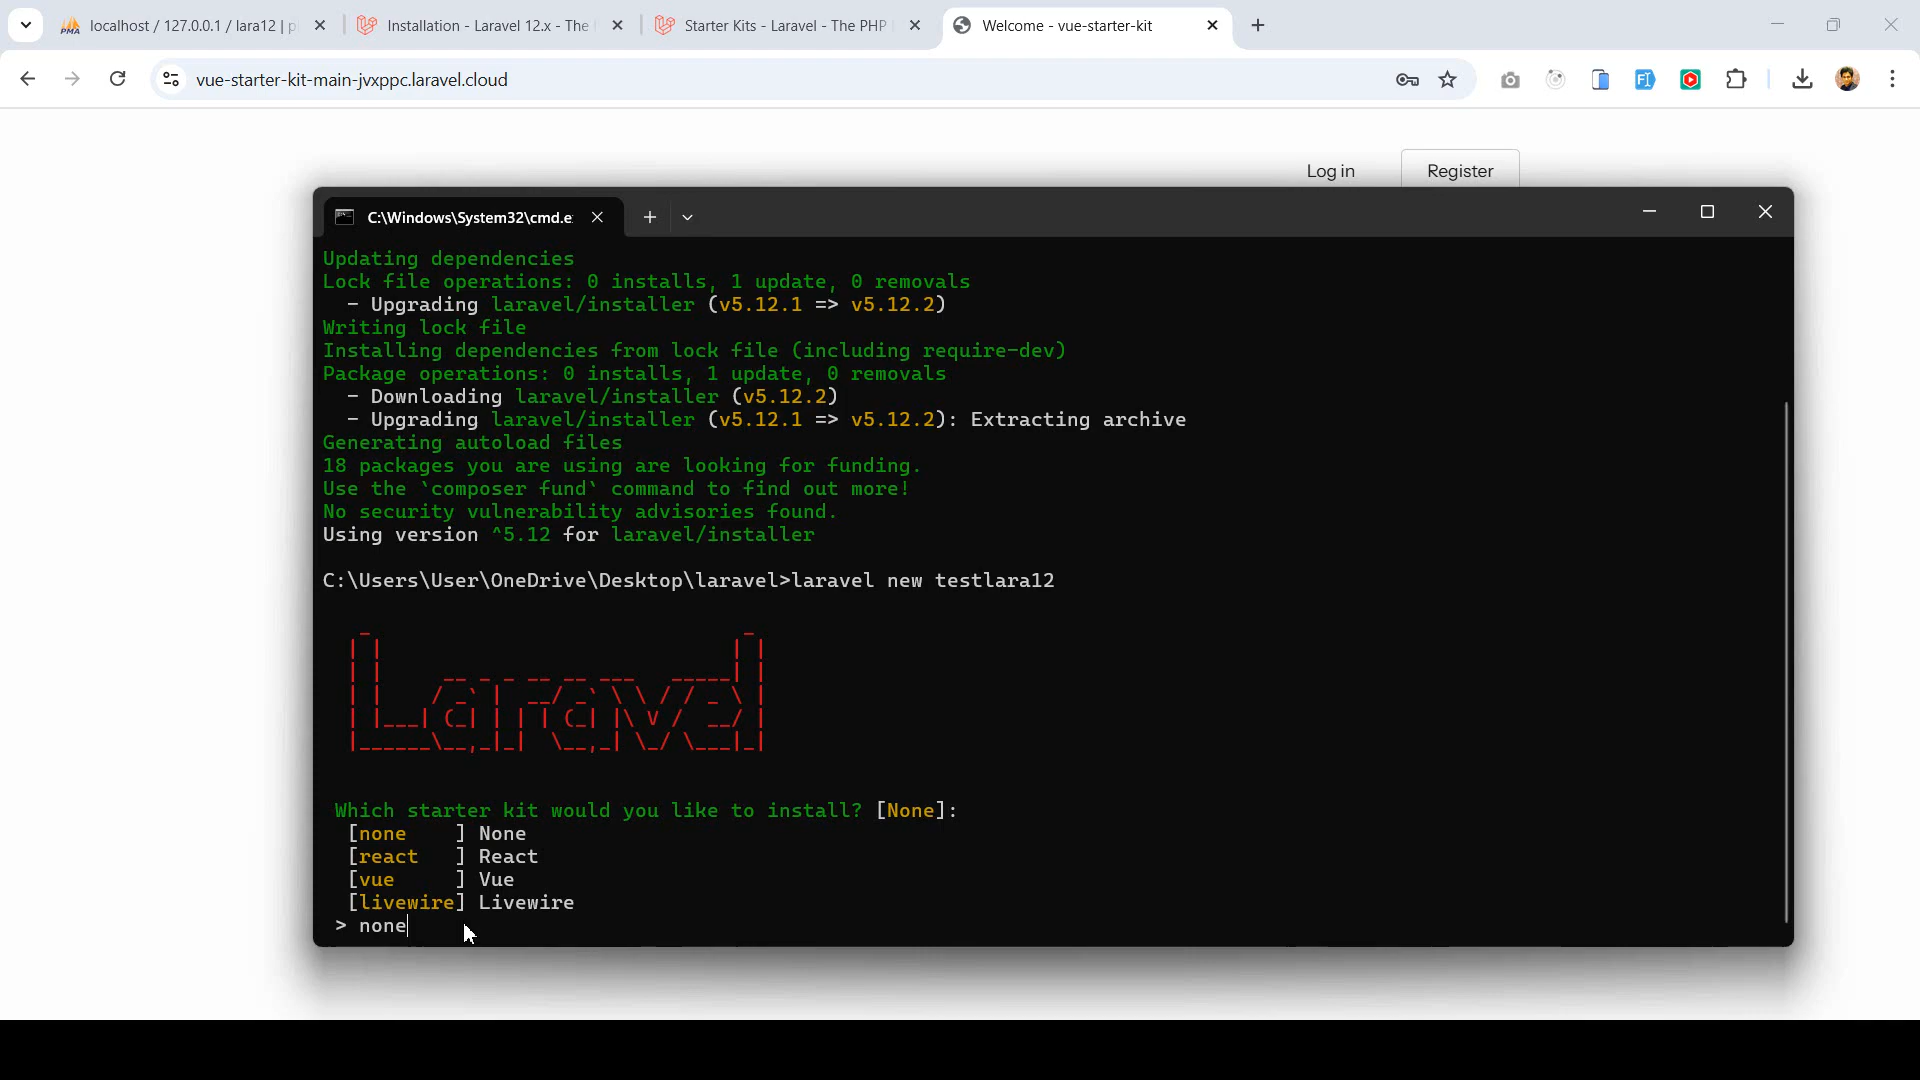 localhost / 127.0.0.1 / lara12 | p
Installation - Laravel 12.x - The
Starter Kits - Laravel - The PHP
Welcome - vue-starter-kit
vue-starter-kit-main-jvxppc.laravel.cloud
Log in
Register
C:\Windows\System32\cmd.e
Updating dependencies
Lock file operations: 0 installs, 1 update, 0 removals
- Upgrading laravel/installer (v5.12.1 => v5.12.2)
Writing lock file
Installing dependencies from lock file (including require-dev)
Package operations: 0 installs, 1 update, 0 removals
- Downloading laravel/installer (v5.12.2)
- Upgrading laravel/installer (v5.12.1 => v5.12.2): Extracting archive
Generating autoload files
18 packages you are using are looking for funding.
Use the `composer fund` command to find out more!
No security vulnerability advisories found.
Using version ^5.12 for laravel/installer
C:\Users\User\OneDrive\Desktop\laravel>laravel new testlara12
Laravel
Which starter kit would you like to install? [None]:
[none    ] None
[react   ] React
[vue     ] Vue
[livewire] Livewire
> none